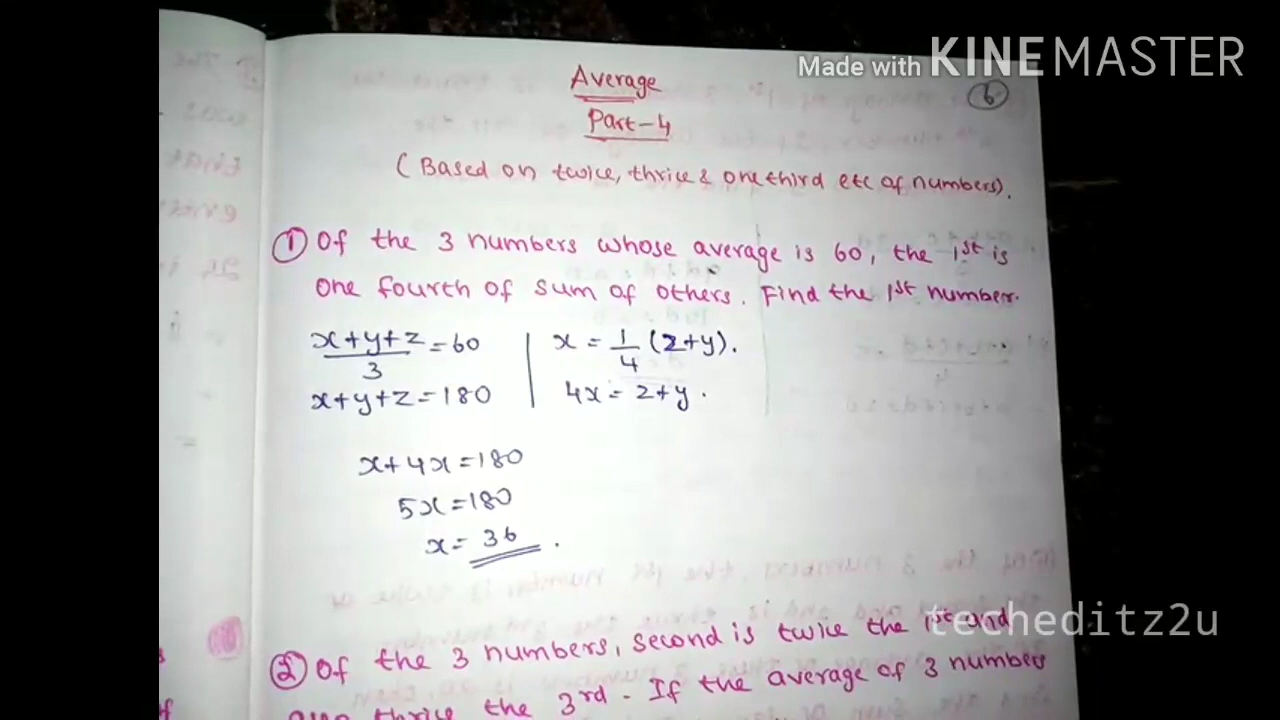 Made with KINEMASTER
6
Average
Part-4
(Based on twice, thrice & one third etc of numbers).
① Of the 3 numbers whose average is 60, the 1st is
one fourth of sum of others. Find the 1st number.
x+y+z/3 = 60 | x = 1/4 (z+y).
x+y+z = 180 | 4x = z+y.
x+4x = 180
5x = 180
x = 36.
techeditz2u
② Of the 3 numbers, second is twice the 1st and
thrice the 3rd. If the average of 3 numbers